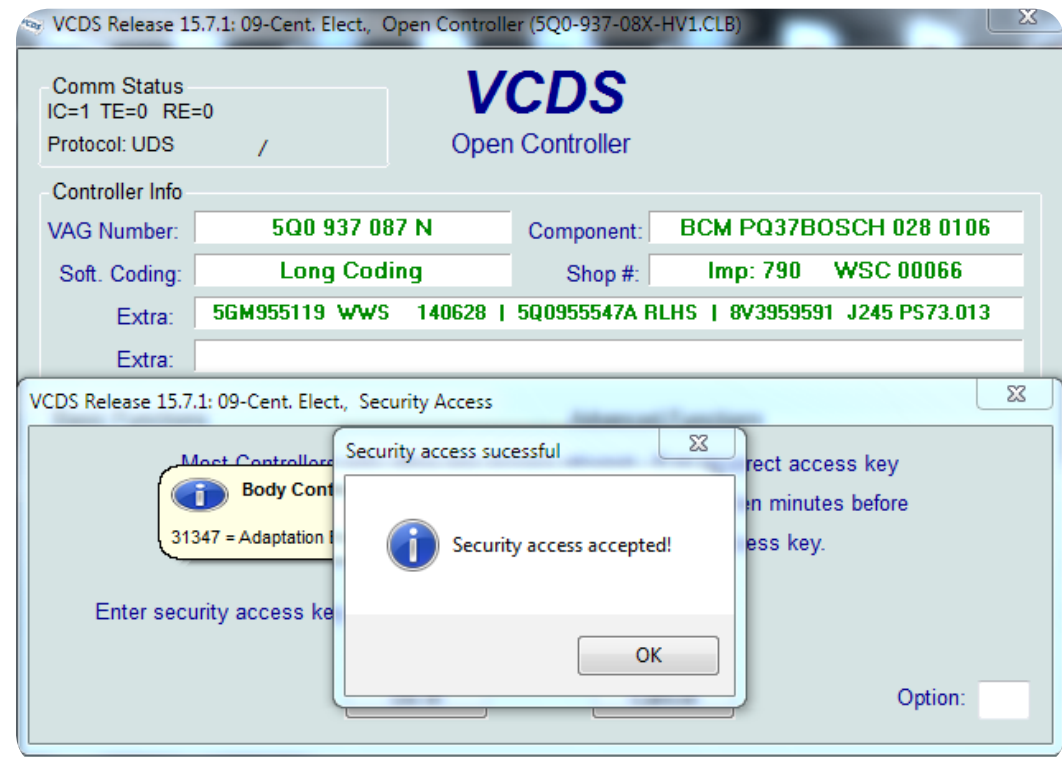 VCDS
VCDS Release 15.7.1: 09-Cent. Elect., Open Controller (5Q0-937-08X-HV1.CLB)
Comm Status
IC=1 TE=0 RE=0
Protocol: UDS /
VCDS
Open Controller
Controller Info
VAG Number: 5Q0 937 087 N Component: BCM PQ37BOSCH 028 0106
Soft. Coding: Long Coding Shop #: Imp: 790 WSC 00066
Extra: 5GM955119 WWS 140628 | 5Q0955547A RLHS | 8V3959591 J245 PS73.013
Extra:
VCDS Release 15.7.1: 09-Cent. Elect., Security Access
Security access sucessful
Most Controllers
access key
Body Cont
minutes before
31347 = Adaptation
Security access accepted!
key.
Enter security access ke
OK
Option: